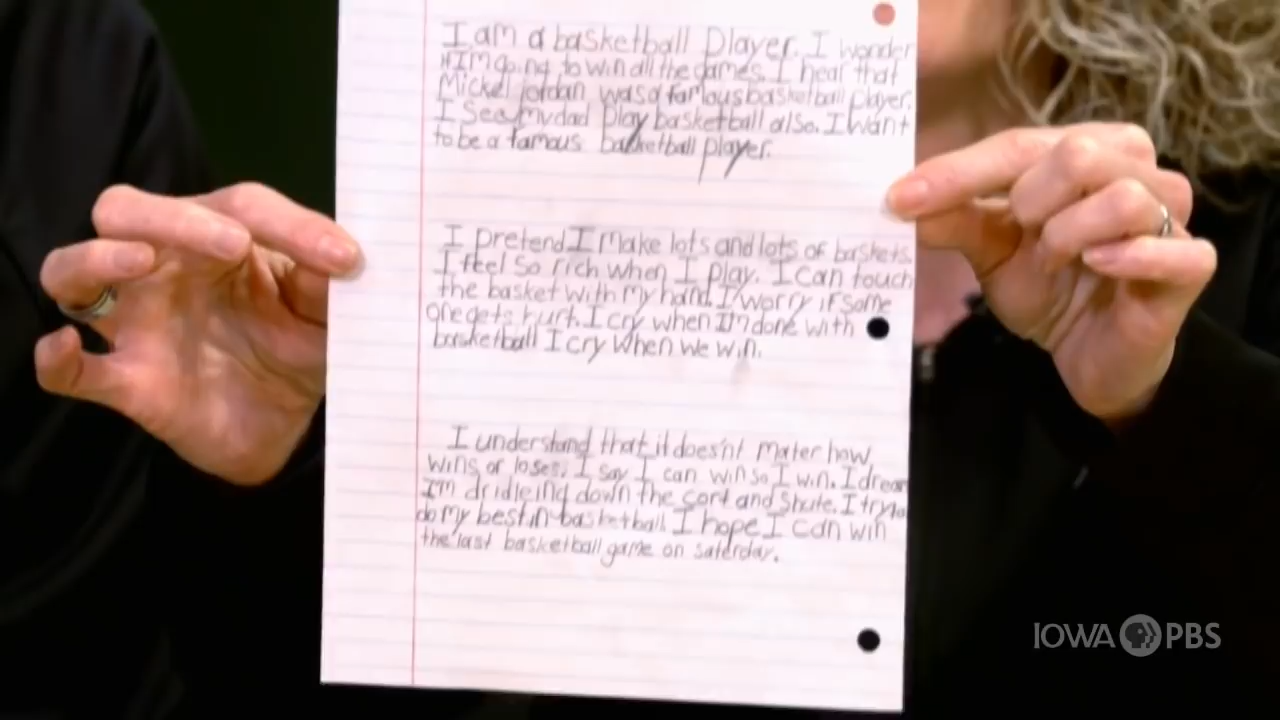 I am a basketball player. I wonder
if I'm going to win all the games. I hear that
Mickel jordan was a famous basketball player.
I See my dad play basketball also. I want
to be a famous basketball player.
I pretend I make lots and lots of baskets.
I feel So rich when I play. I can touch
the basket with my hand. I worry if some
one gets hurt. I cry when I'm done with
basketball I cry when we win.
I understand that it does'nt mater how
wins or loses. I say I can win so I win. I dream
I'm dridleing down the cort and shute. I try to
do my best in basketball I hope I can win
the last basketball game on saterday.
IOWA PBS